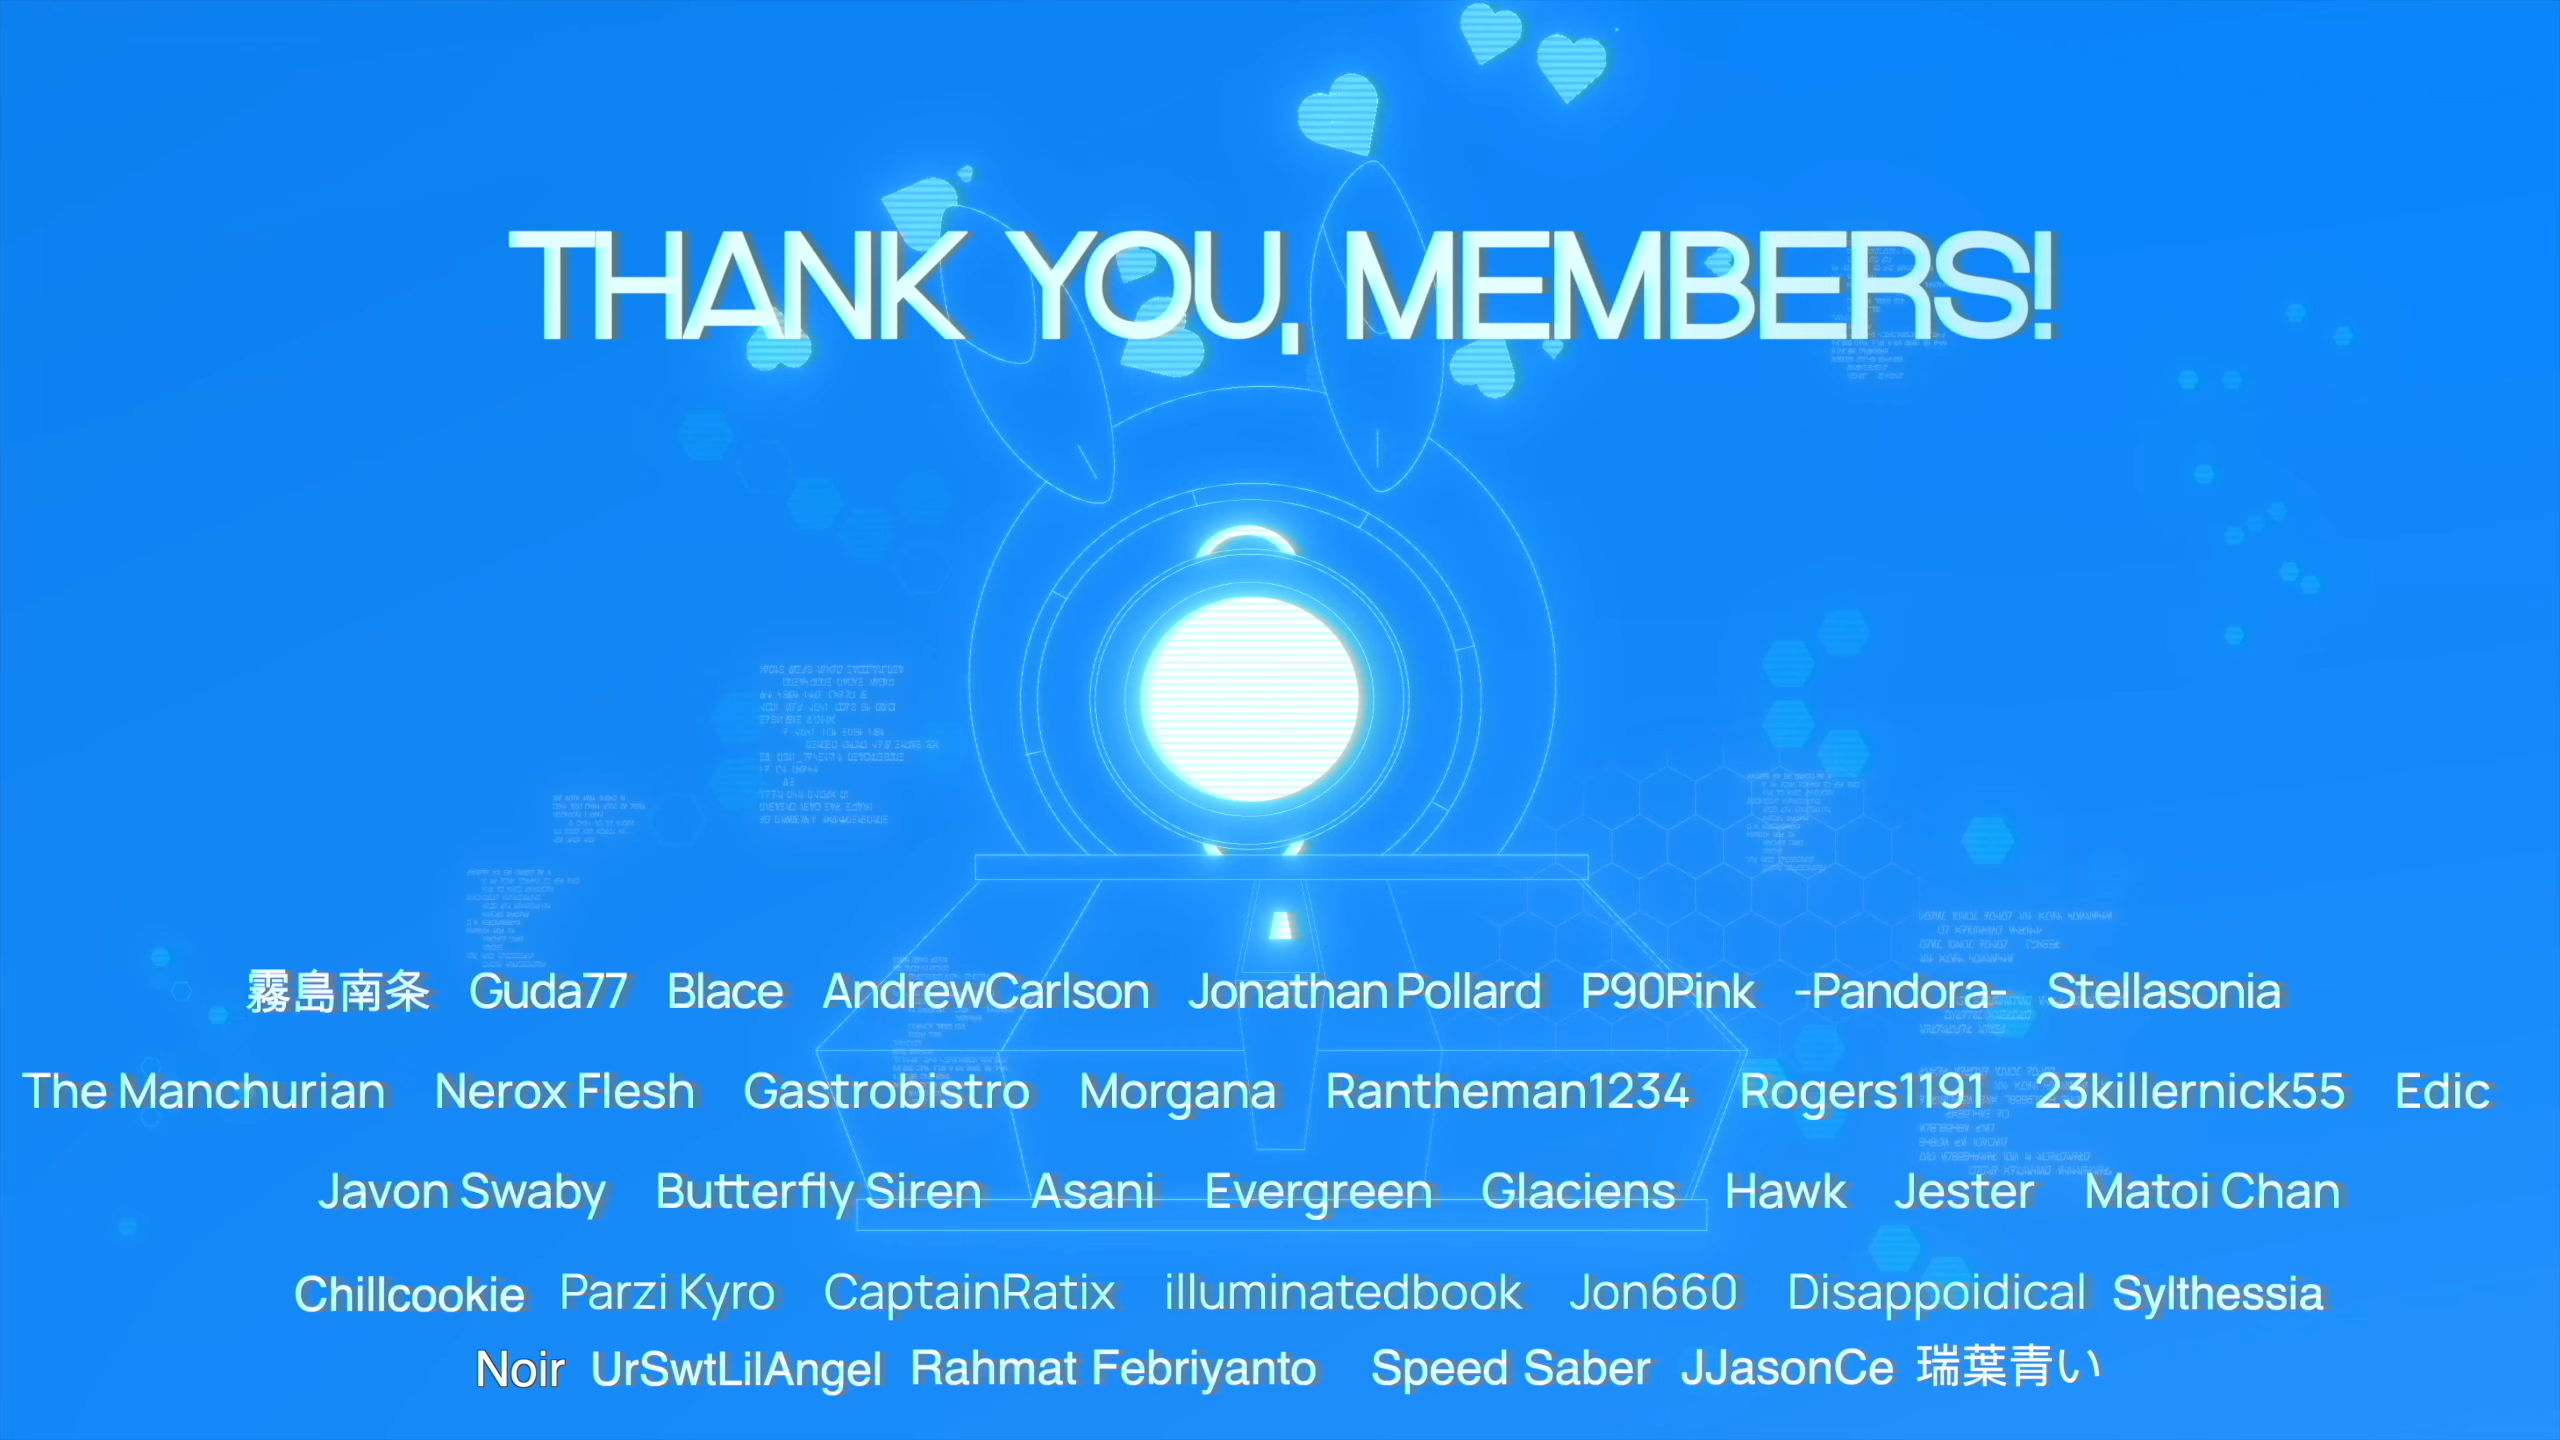 THANK YOU, MEMBERS!
霧島南条 Guda77 Blace AndrewCarlson Jonathan Pollard P90Pink -Pandora- Stellasonia
The Manchurian Nerox Flesh Gastrobistro Morgana Rantheman1234 Rogers1191 23killernick55 Edic
Javon Swaby Butterfly Siren Asani Evergreen Glaciens Hawk Jester Matoi Chan
Chillcookie Parzi Kyro CaptainRatix illuminatedbook Jon660 Disappoidical Sylthessia
Noir UrSwtLilAngel Rahmat Febriyanto Speed Saber JJasonCe 瑞葉青い